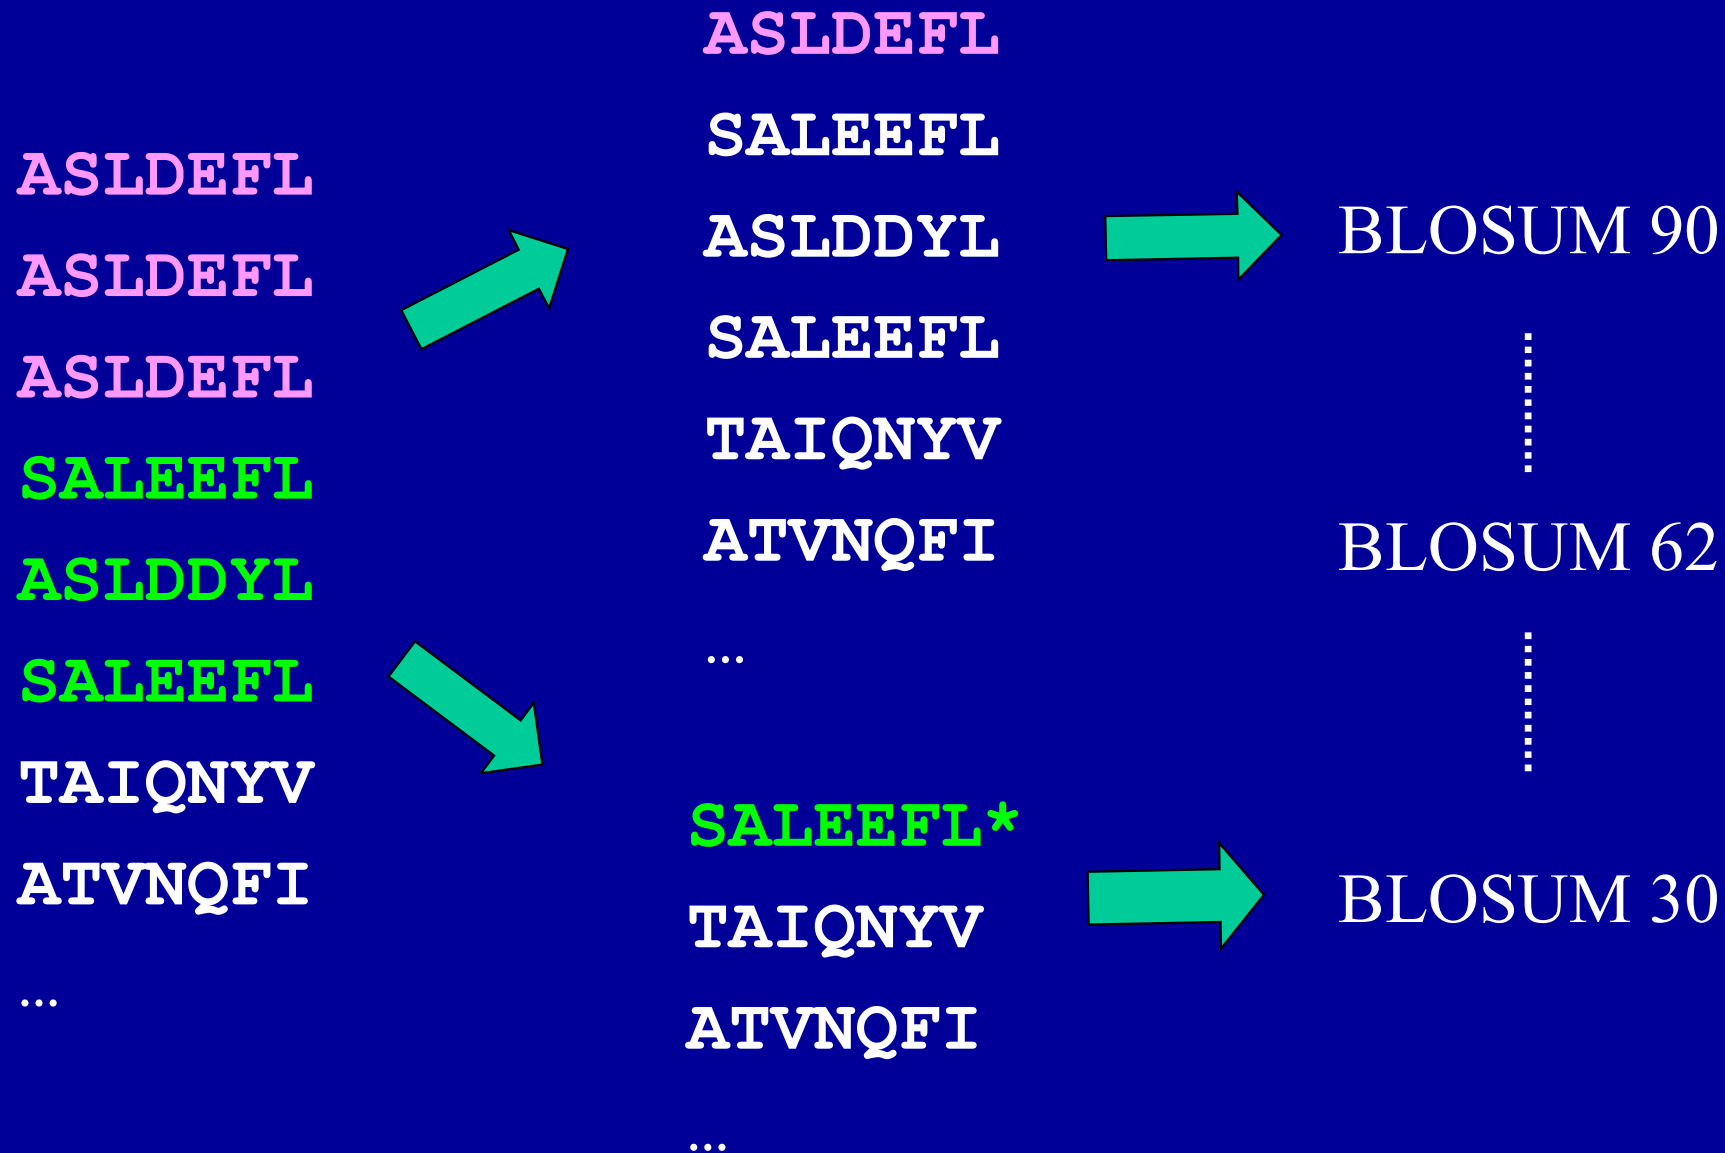 ASLDEFL
ASLDEFL
ASLDEFL
SALEEFL
ASLDDYL
SALEEFL
TAIQNYV
ATVNQFI
...
ASLDEFL
SALEEFL
ASLDDYL
SALEEFL
TAIQNYV
ATVNQFI
...
SALEEFL*
TAIQNYV
ATVNQFI
...
BLOSUM 90
BLOSUM 62
BLOSUM 30